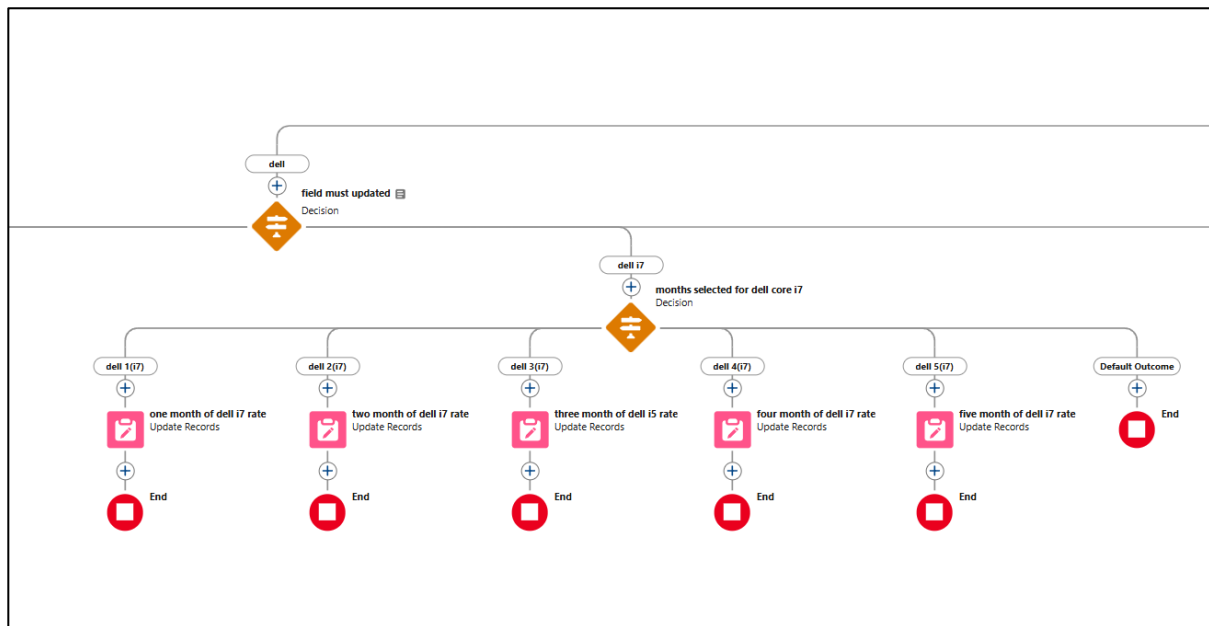 dell
field must updated
Decision
dell i7
months selected for dell core i7
Decision
dell 1(i7)
dell 2(i7)
dell 3(i7)
dell 4(i7)
dell 5(i7)
Default Outcome
one month of dell i7 rate
Update Records
two month of dell i7 rate
Update Records
three month of dell i5 rate
Update Records
four month of dell i7 rate
Update Records
five month of dell i7 rate
Update Records
End
End
End
End
End
End